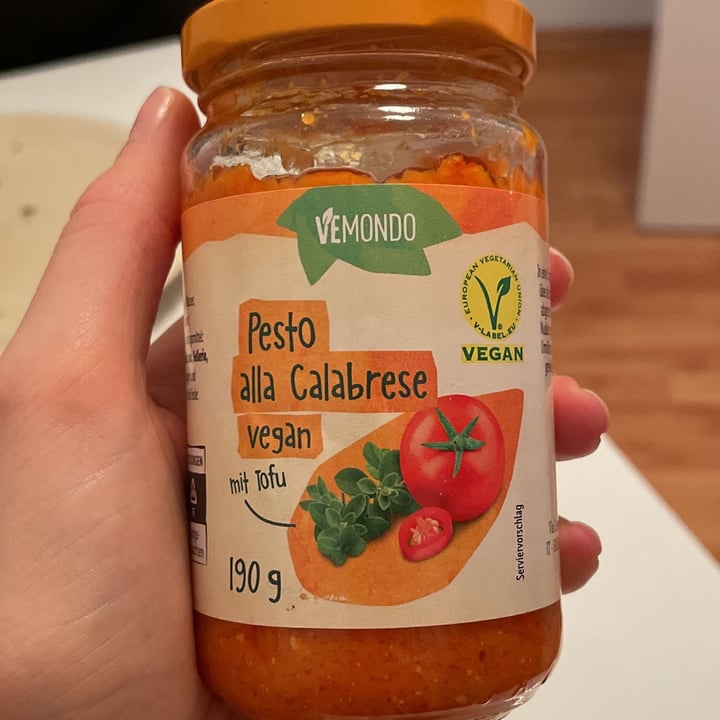 VEMONDO
EUROPEAN VEGETARIAN UNION
V-LABEL.EU
VEGAN
Pesto
alla Calabrese
vegan
mit Tofu
190 g
Serviervorschlag